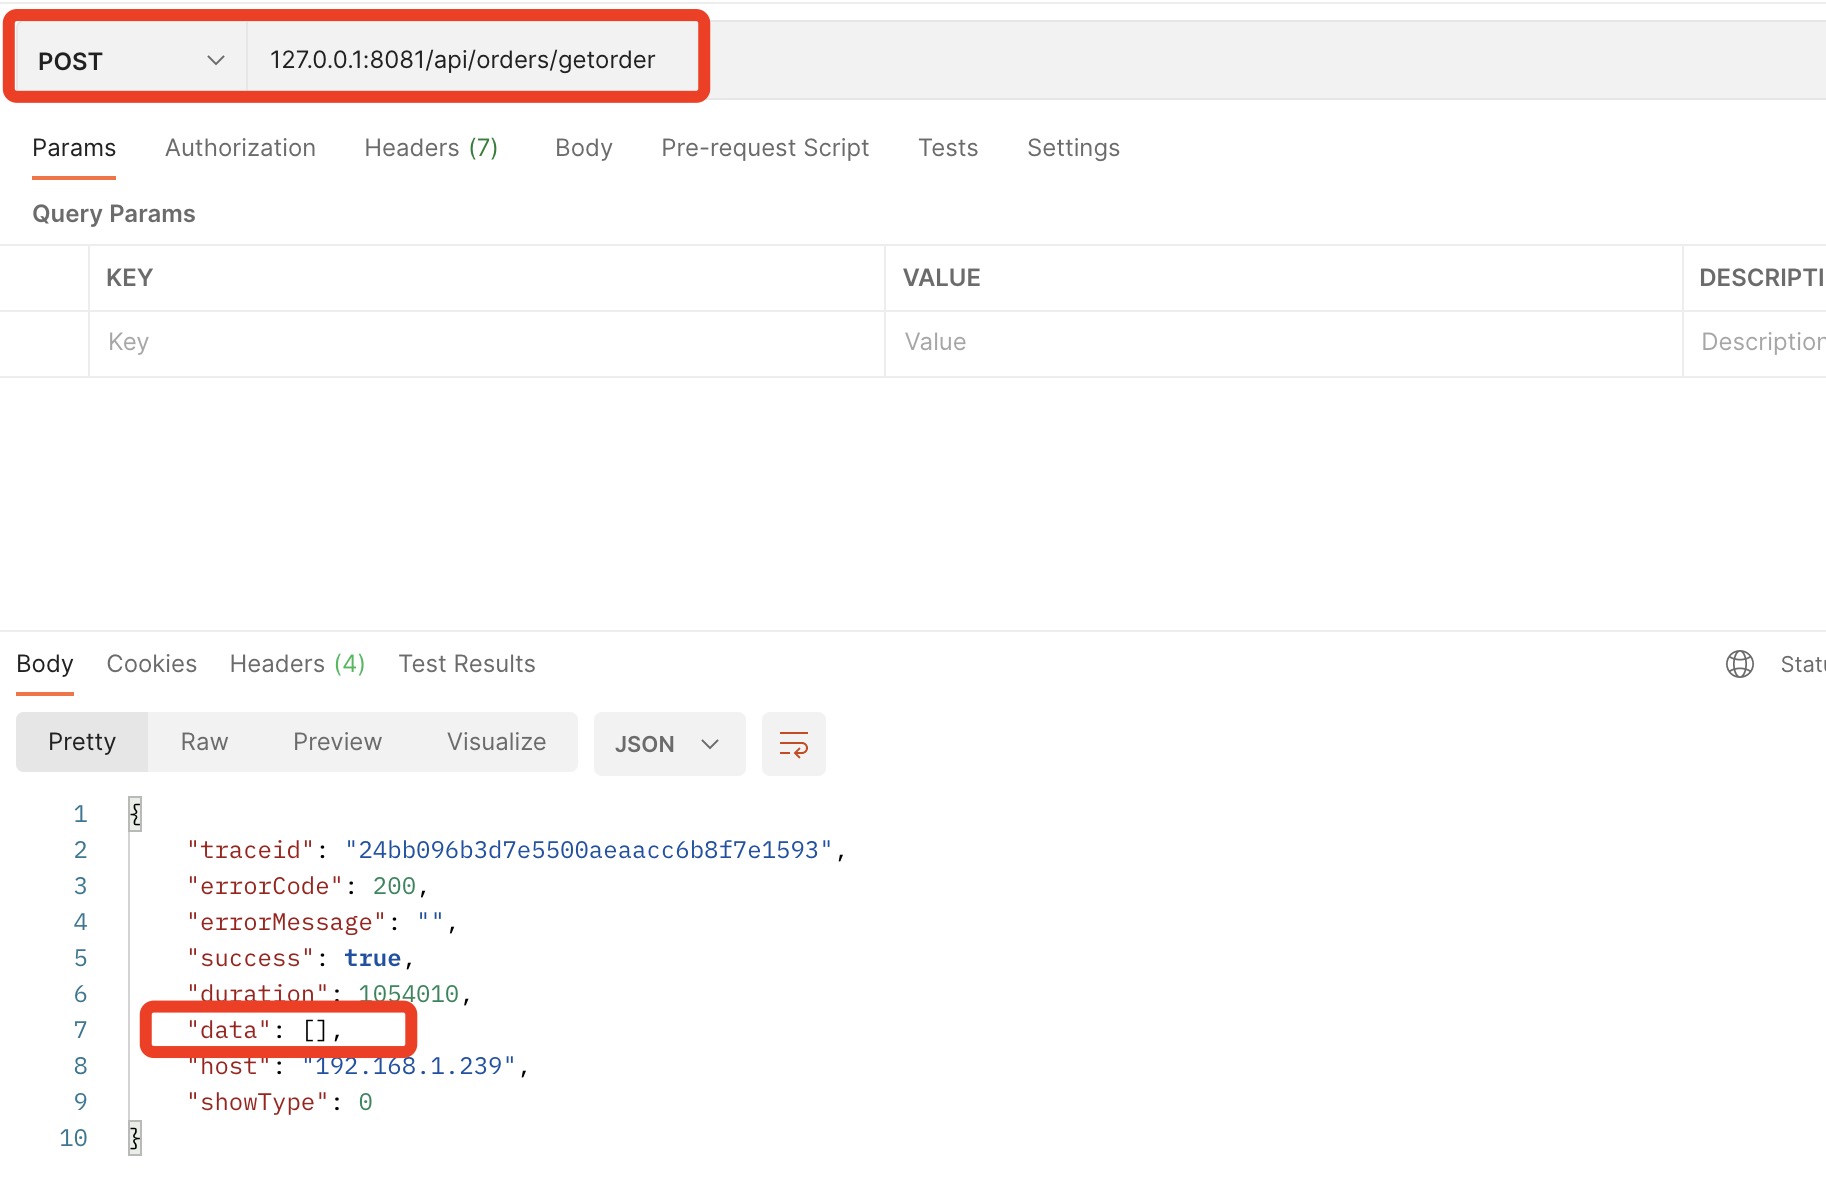 POST 127.0.0.1:8081/api/orders/getorder
Params Authorization Headers (7) Body Pre-request Script Tests Settings
Query Params
KEY VALUE DESCRIPTI
Key Value Description
Body Cookies Headers (4) Test Results Statu
Pretty Raw Preview Visualize JSON
1 {
2 "traceid": "24bb096b3d7e5500aeaacc6b8f7e1593",
3 "errorCode": 200,
4 "errorMessage": "",
5 "success": true,
6 "duration": 1054010,
7 "data": [],
8 "host": "192.168.1.239",
9 "showType": 0
10 }